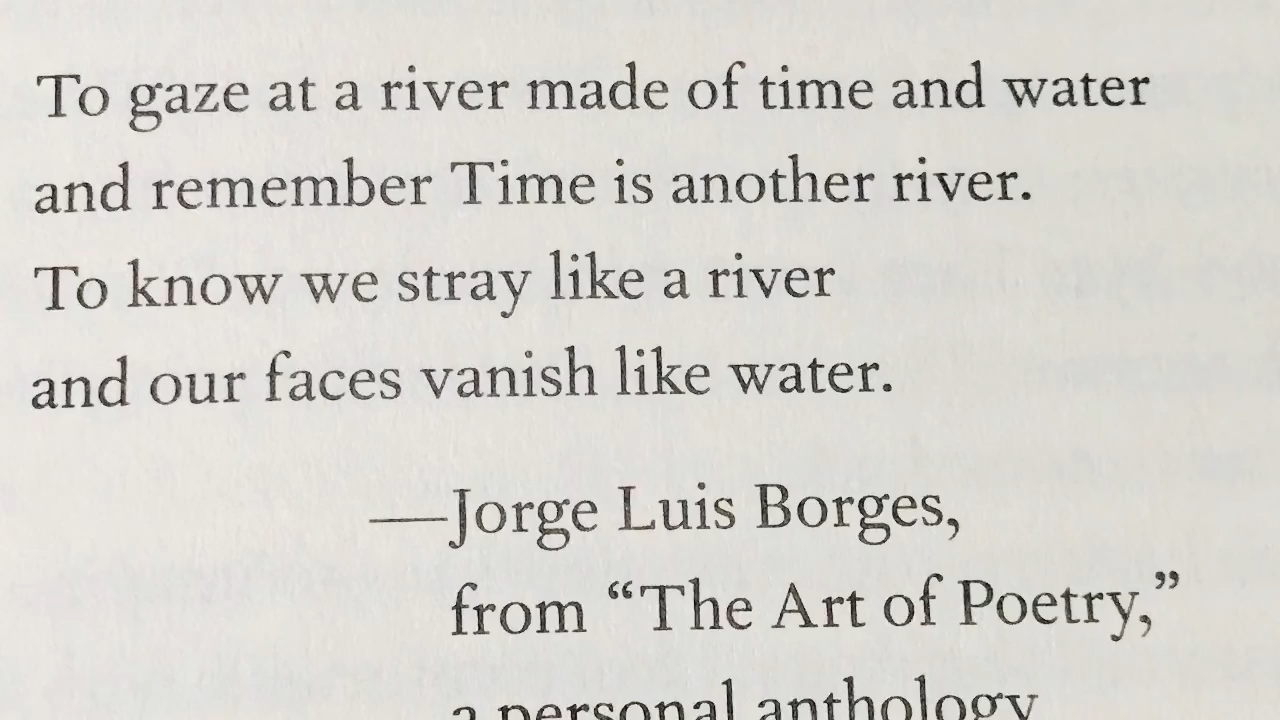 To gaze at a river made of time and water
and remember Time is another river.
To know we stray like a river
and our faces vanish like water.
—Jorge Luis Borges,
from “The Art of Poetry,”
a personal anthology